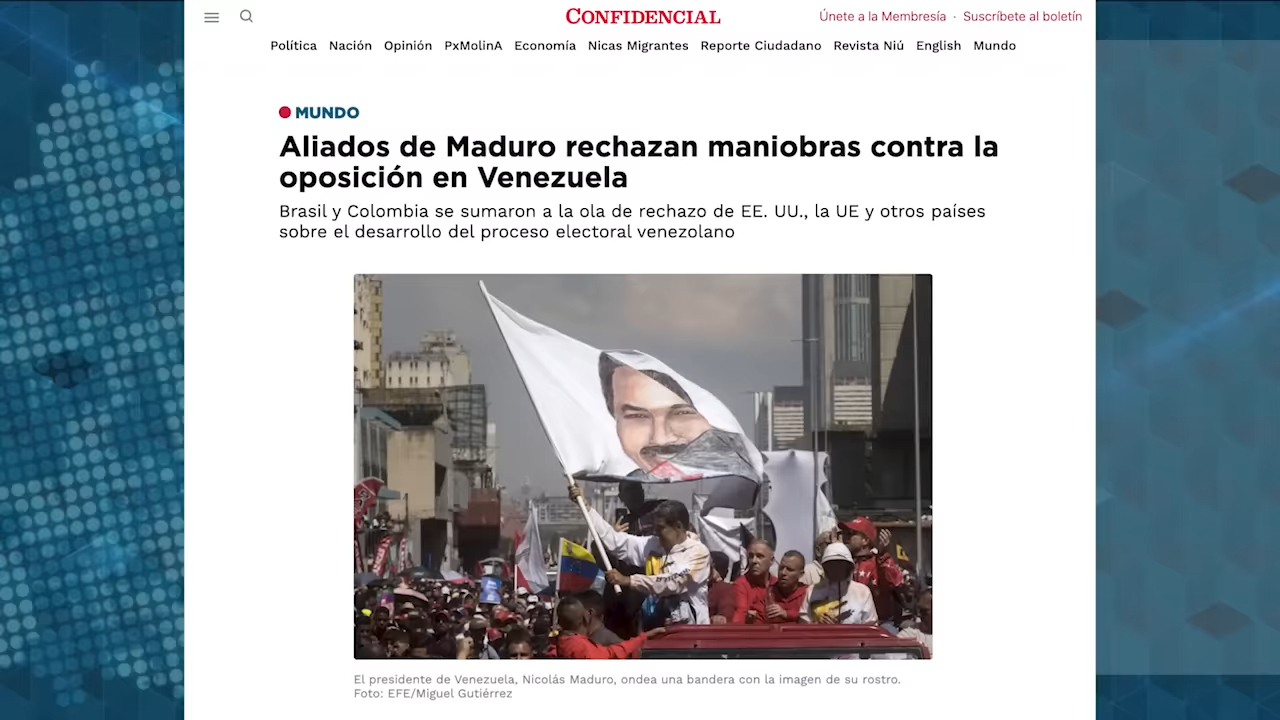 CONFIDENCIAL
Únete a la Membresía · Suscríbete al boletín
Política Nación Opinión PxMolinA Economía Nicas Migrantes Reporte Ciudadano Revista Niú English Mundo
MUNDO
Aliados de Maduro rechazan maniobras contra la
oposición en Venezuela
Brasil y Colombia se sumaron a la ola de rechazo de EE. UU., la UE y otros países
sobre el desarrollo del proceso electoral venezolano
El presidente de Venezuela, Nicolás Maduro, ondea una bandera con la imagen de su rostro.
Foto: EFE/Miguel Gutiérrez